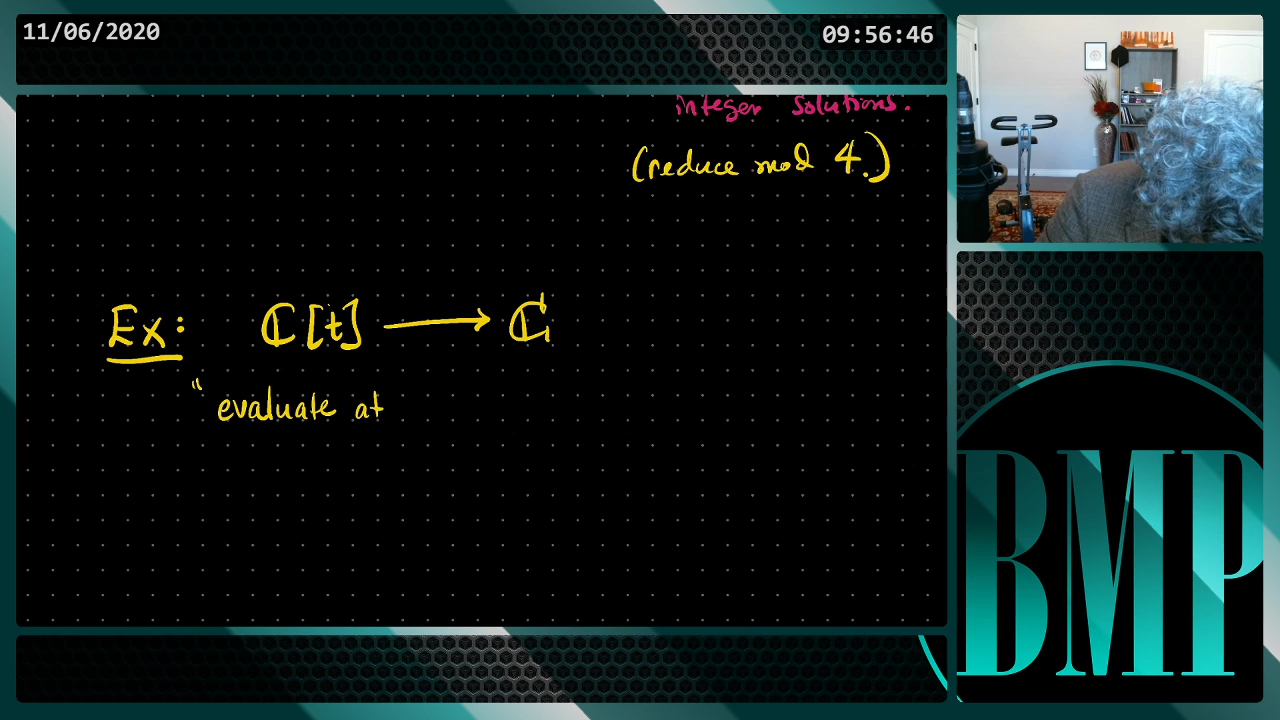 11/06/2020
09:56:46
integer solutions.
(reduce mod 4.)
Ex: ℂ[t] ⟶ ℂ
" evaluate at
BMP